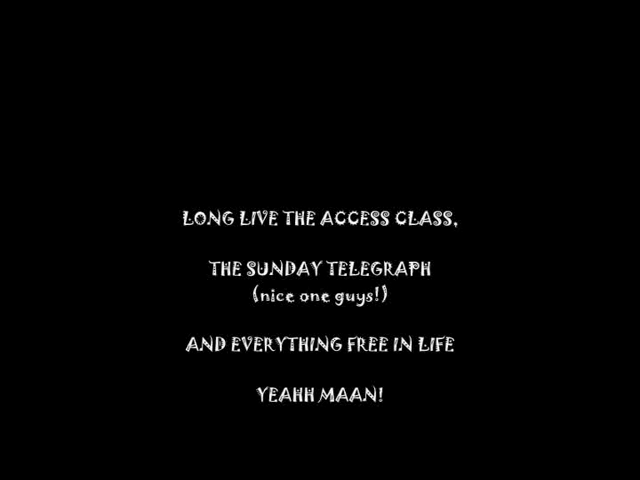 LONG LIVE THE ACCESS CLASS,
THE SUNDAY TELEGRAPH
(nice one guys!)
AND EVERYTHING FREE IN LIFE
YEAHH MAAN!